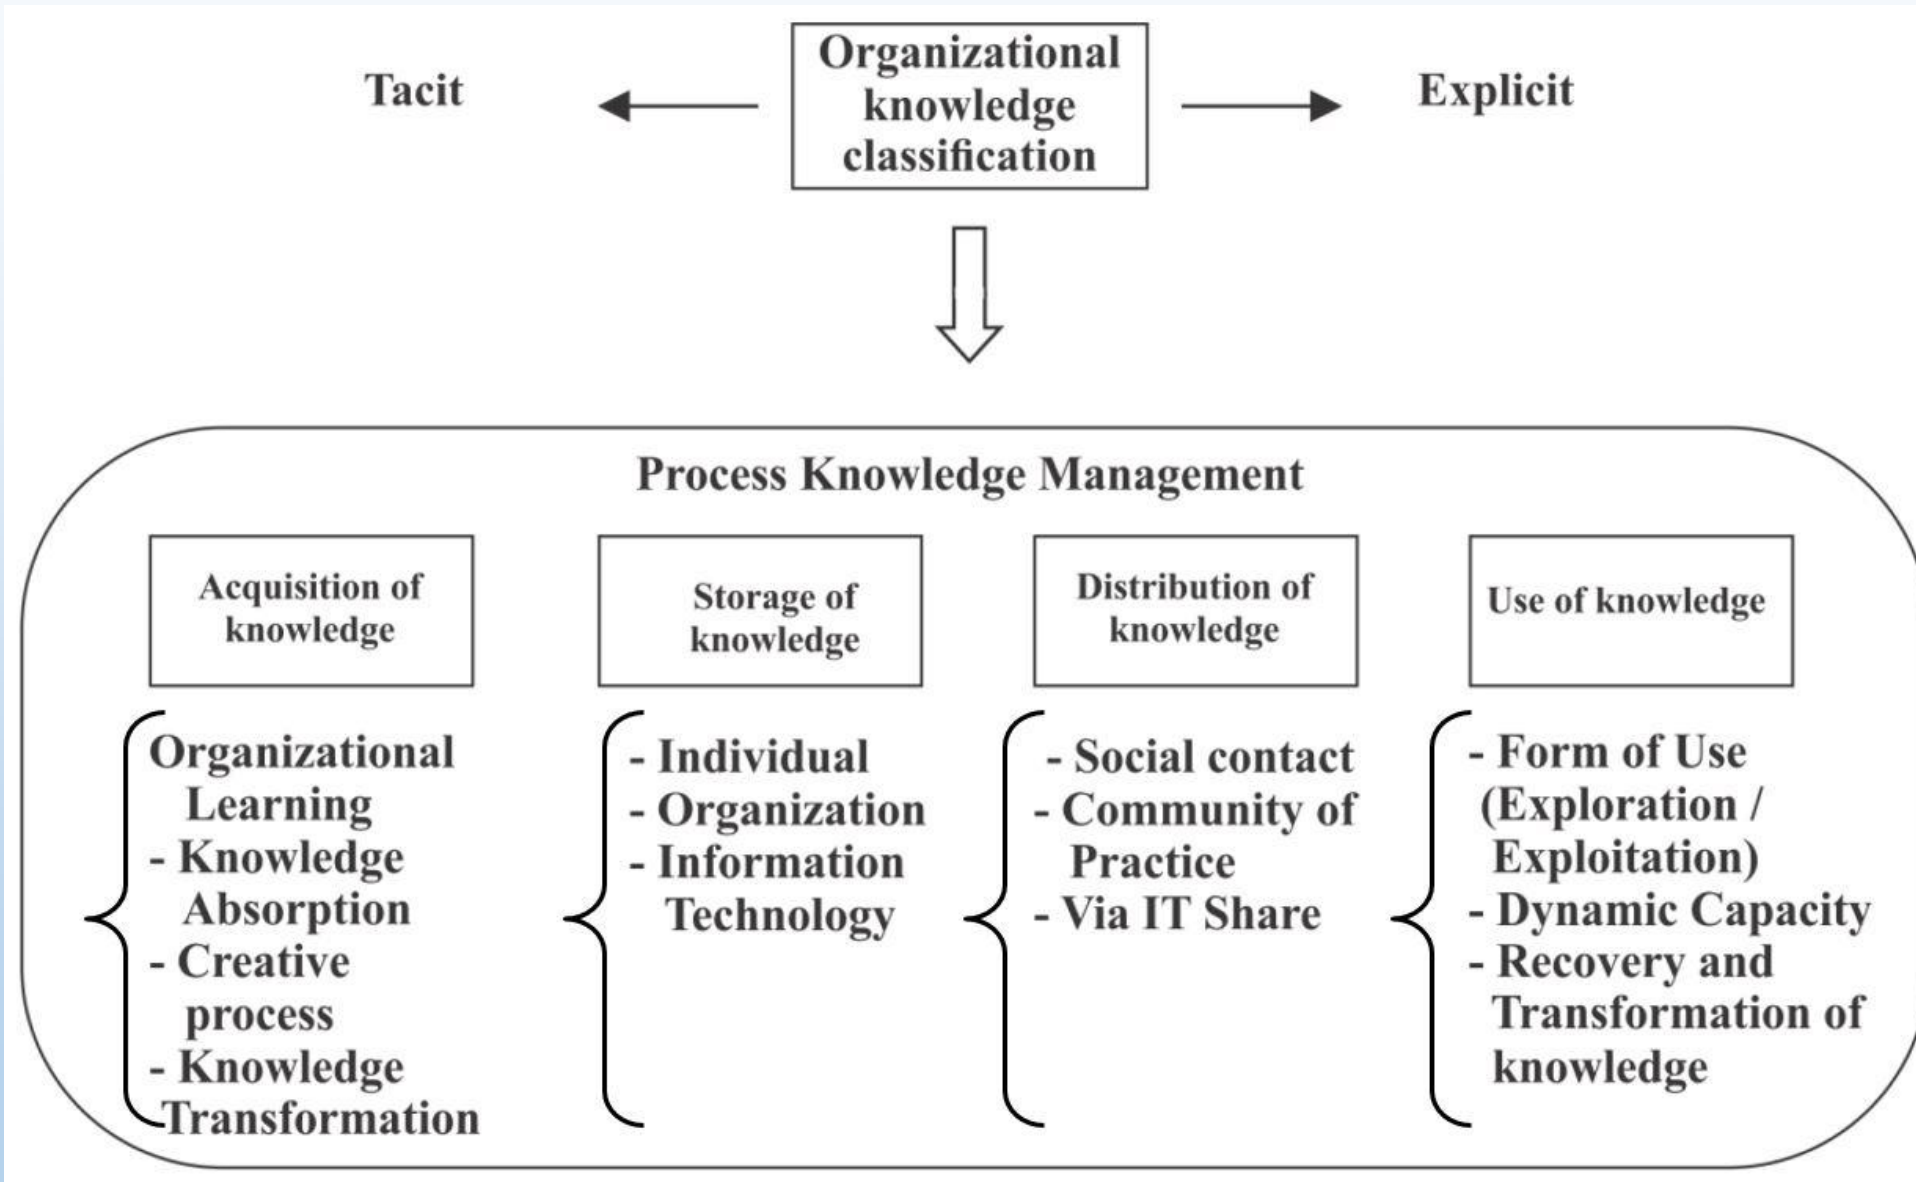 Tacit
Organizational
knowledge
classification
Explicit
Process Knowledge Management
Acquisition of
knowledge
Storage of
knowledge
Distribution of
knowledge
Use of knowledge
Organizational
Learning
- Knowledge
Absorption
- Creative
process
- Knowledge
Transformation
- Individual
- Organization
- Information
Technology
- Social contact
- Community of
Practice
- Via IT Share
- Form of Use
(Exploration /
Exploitation)
- Dynamic Capacity
- Recovery and
Transformation of
knowledge